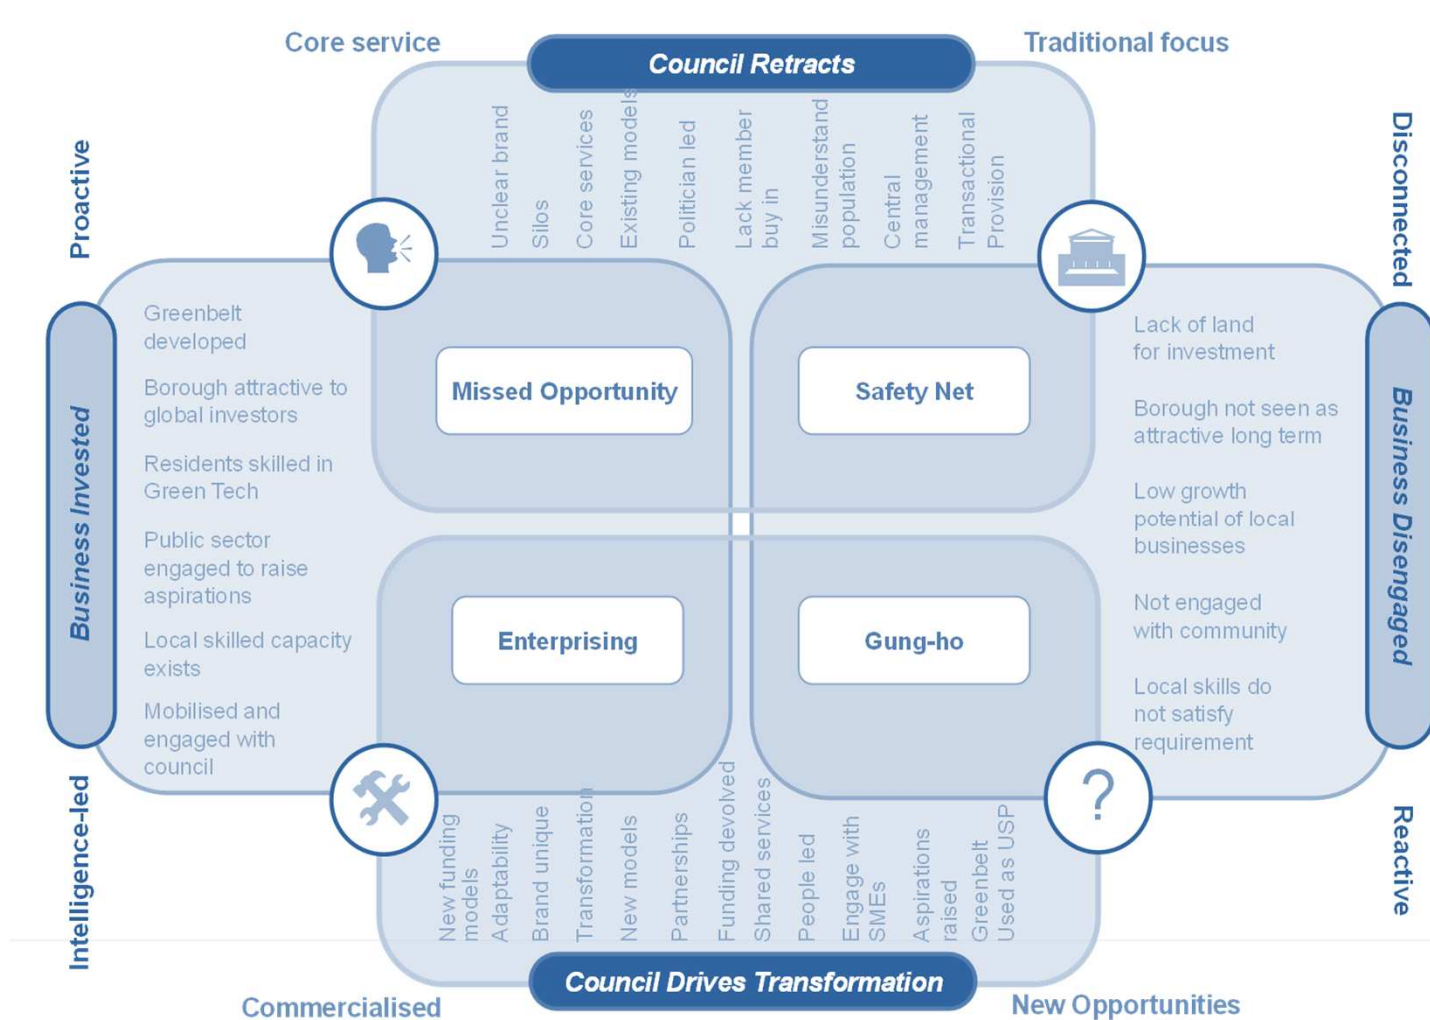 Core service
Council Retracts
Traditional focus
Proactive
Disconnected
Unclear brand
Silos
Core services
Existing models
Politician led
Lack member
buy in
Misunderstand
population
Central
management
Transactional
Provision
Business Invested
Greenbelt
developed
Borough attractive to
global investors
Residents skilled in
Green Tech
Public sector
engaged to raise
aspirations
Local skilled capacity
exists
Mobilised and
engaged with
council
Missed Opportunity
Safety Net
Enterprising
Gung-ho
Lack of land
for investment
Borough not seen as
attractive long term
Low growth
potential of local
businesses
Not engaged
with community
Local skills do
not satisfy
requirement
Business Disengaged
?
Intelligence-led
Reactive
New funding
models
Adaptability
Brand unique
Transformation
New models
Partnerships
Funding devolved
Shared services
People led
Engage with
SMEs
Aspirations
raised
Greenbelt
Used as USP
Commercialised
Council Drives Transformation
New Opportunities